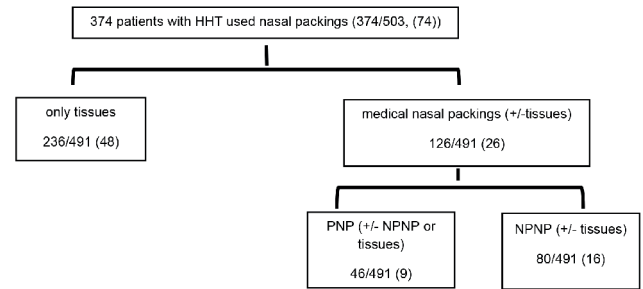 374 patients with HHT used nasal packings (374/503, (74))
only tissues
236/491 (48)
medical nasal packings (+/-tissues)
126/491 (26)
PNP (+/- NPNP or
tissues)
46/491 (9)
NPNP (+/- tissues)
80/491 (16)